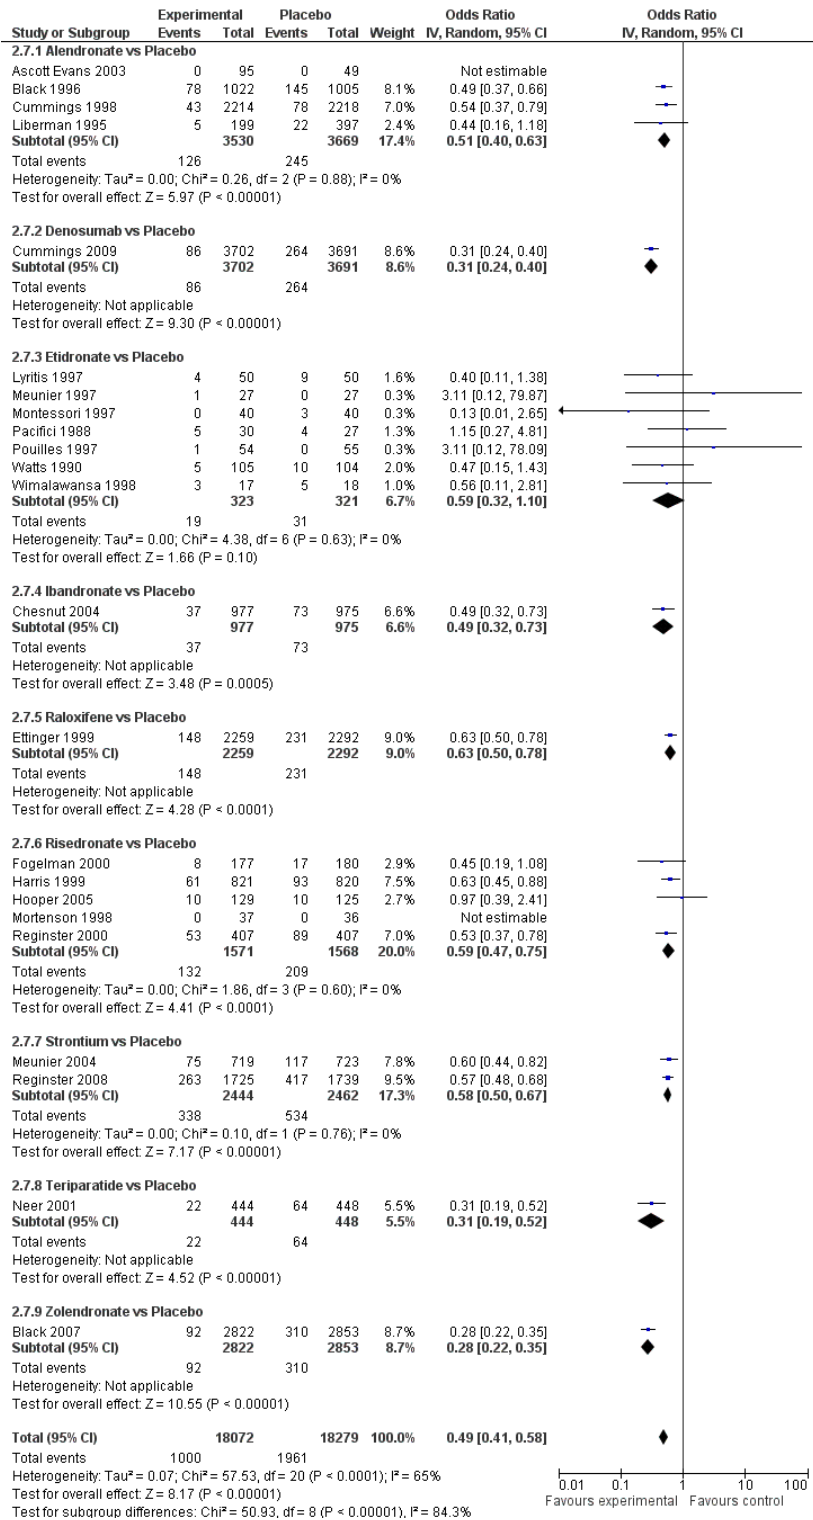 Experimental Placebo Odds Ratio Odds Ratio
Study or Subgroup Events Total Events Total Weight IV, Random, 95% CI IV, Random, 95% CI
2.7.1 Alendronate vs Placebo
Ascott Evans 2003 0 95 0 49 Not estimable
Black 1996 78 1022 145 1005 8.1% 0.49 [0.37, 0.66]
Cummings 1998 43 2214 78 2218 7.0% 0.54 [0.37, 0.79]
Liberman 1995 5 199 22 397 2.4% 0.44 [0.16, 1.18]
Subtotal (95% CI) 3530 3669 17.4% 0.51 [0.40, 0.63]
Total events 126 245
Heterogeneity: Tau² = 0.00; Chi² = 0.26, df = 2 (P = 0.88); I² = 0%
Test for overall effect: Z = 5.97 (P < 0.00001)
2.7.2 Denosumab vs Placebo
Cummings 2009 86 3702 264 3691 8.6% 0.31 [0.24, 0.40]
Subtotal (95% CI) 3702 3691 8.6% 0.31 [0.24, 0.40]
Total events 86 264
Heterogeneity: Not applicable
Test for overall effect: Z = 9.30 (P < 0.00001)
2.7.3 Etidronate vs Placebo
Lyritis 1997 4 50 9 50 1.6% 0.40 [0.11, 1.38]
Meunier 1997 1 27 0 27 0.3% 3.11 [0.12, 79.87]
Montessori 1997 0 40 3 40 0.3% 0.13 [0.01, 2.65]
Pacifici 1988 5 30 4 27 1.3% 1.15 [0.27, 4.81]
Pouilles 1997 1 54 0 55 0.3% 3.11 [0.12, 78.09]
Watts 1990 5 105 10 104 2.0% 0.47 [0.15, 1.43]
Wimalawansa 1998 3 17 5 18 1.0% 0.56 [0.11, 2.81]
Subtotal (95% CI) 323 321 6.7% 0.59 [0.32, 1.10]
Total events 19 31
Heterogeneity: Tau² = 0.00; Chi² = 4.38, df = 6 (P = 0.63); I² = 0%
Test for overall effect: Z = 1.66 (P = 0.10)
2.7.4 Ibandronate vs Placebo
Chesnut 2004 37 977 73 975 6.6% 0.49 [0.32, 0.73]
Subtotal (95% CI) 977 975 6.6% 0.49 [0.32, 0.73]
Total events 37 73
Heterogeneity: Not applicable
Test for overall effect: Z = 3.48 (P = 0.0005)
2.7.5 Raloxifene vs Placebo
Ettinger 1999 148 2259 231 2292 9.0% 0.63 [0.50, 0.78]
Subtotal (95% CI) 2259 2292 9.0% 0.63 [0.50, 0.78]
Total events 148 231
Heterogeneity: Not applicable
Test for overall effect: Z = 4.28 (P < 0.0001)
2.7.6 Risedronate vs Placebo
Fogelman 2000 8 177 17 180 2.9% 0.45 [0.19, 1.08]
Harris 1999 61 821 93 820 7.5% 0.63 [0.45, 0.88]
Hooper 2005 10 129 10 125 2.7% 0.97 [0.39, 2.41]
Mortenson 1998 0 37 0 36 Not estimable
Reginster 2000 53 407 89 407 7.0% 0.53 [0.37, 0.78]
Subtotal (95% CI) 1571 1568 20.0% 0.59 [0.47, 0.75]
Total events 132 209
Heterogeneity: Tau² = 0.00; Chi² = 1.86, df = 3 (P = 0.60); I² = 0%
Test for overall effect: Z = 4.41 (P < 0.0001)
2.7.7 Strontium vs Placebo
Meunier 2004 75 719 117 723 7.8% 0.60 [0.44, 0.82]
Reginster 2008 263 1725 417 1739 9.5% 0.57 [0.48, 0.68]
Subtotal (95% CI) 2444 2462 17.3% 0.58 [0.50, 0.67]
Total events 338 534
Heterogeneity: Tau² = 0.00; Chi² = 0.10, df = 1 (P = 0.76); I² = 0%
Test for overall effect: Z = 7.17 (P < 0.00001)
2.7.8 Teriparatide vs Placebo
Neer 2001 22 444 64 448 5.5% 0.31 [0.19, 0.52]
Subtotal (95% CI) 444 448 5.5% 0.31 [0.19, 0.52]
Total events 22 64
Heterogeneity: Not applicable
Test for overall effect: Z = 4.52 (P < 0.00001)
2.7.9 Zolendronate vs Placebo
Black 2007 92 2822 310 2853 8.7% 0.28 [0.22, 0.35]
Subtotal (95% CI) 2822 2853 8.7% 0.28 [0.22, 0.35]
Total events 92 310
Heterogeneity: Not applicable
Test for overall effect: Z = 10.55 (P < 0.00001)
Total (95% CI) 18072 18279 100.0% 0.49 [0.41, 0.58]
Total events 1000 1961
Heterogeneity: Tau² = 0.07; Chi² = 57.53, df = 20 (P < 0.0001); I² = 65%
Test for overall effect: Z = 8.17 (P < 0.00001)
Test for subgroup differences: Chi² = 50.93, df = 8 (P < 0.00001), I² = 84.3%
0.01 0.1 1 10 100
Favours experimental Favours control